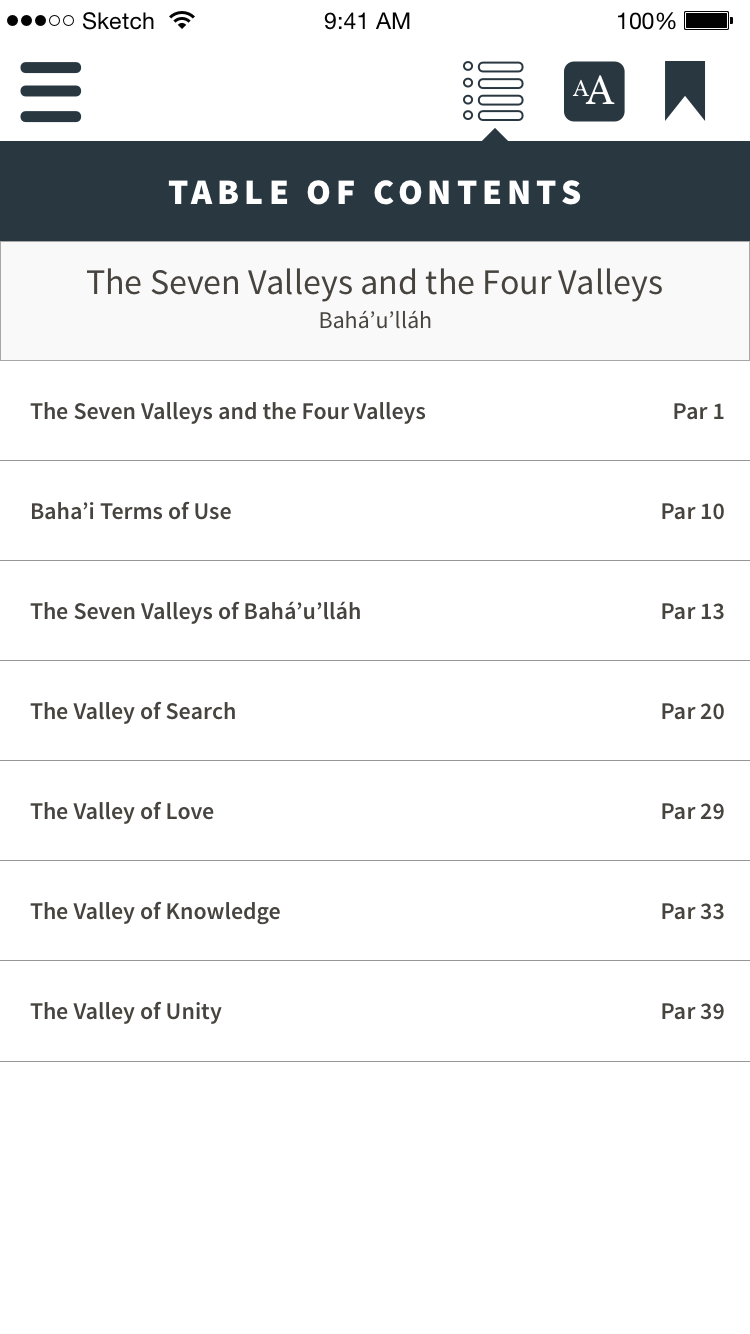 Sketch 9:41 AM 100%
AA
TABLE OF CONTENTS
The Seven Valleys and the Four Valleys
Bahá’u’lláh
The Seven Valleys and the Four Valleys Par 1
Baha’i Terms of Use Par 10
The Seven Valleys of Bahá’u’lláh Par 13
The Valley of Search Par 20
The Valley of Love Par 29
The Valley of Knowledge Par 33
The Valley of Unity Par 39